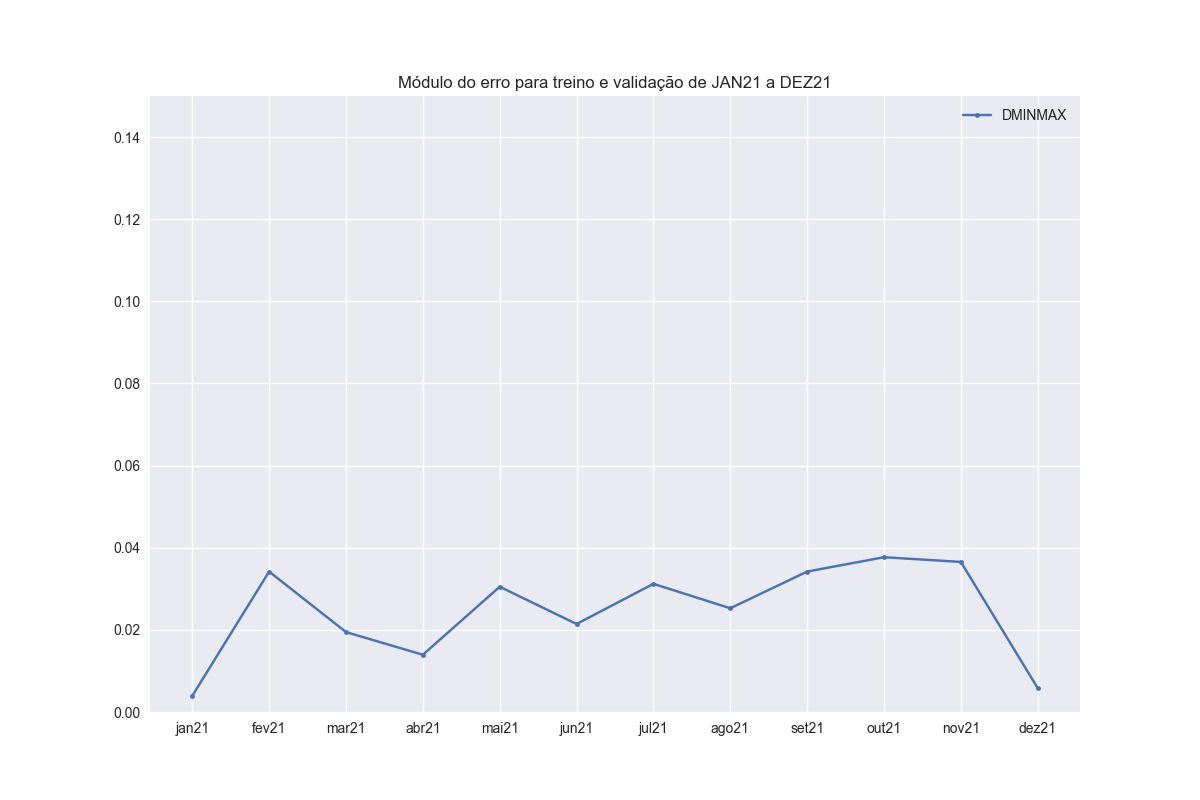 Módulo do erro para treino e validação de JAN21 a DEZ21
DMINMAX
0.14
0.12
0.10
0.08
0.06
0.04
0.02
0.00
jan21 fev21 mar21 abr21 mai21 jun21 jul21 ago21 set21 out21 nov21 dez21